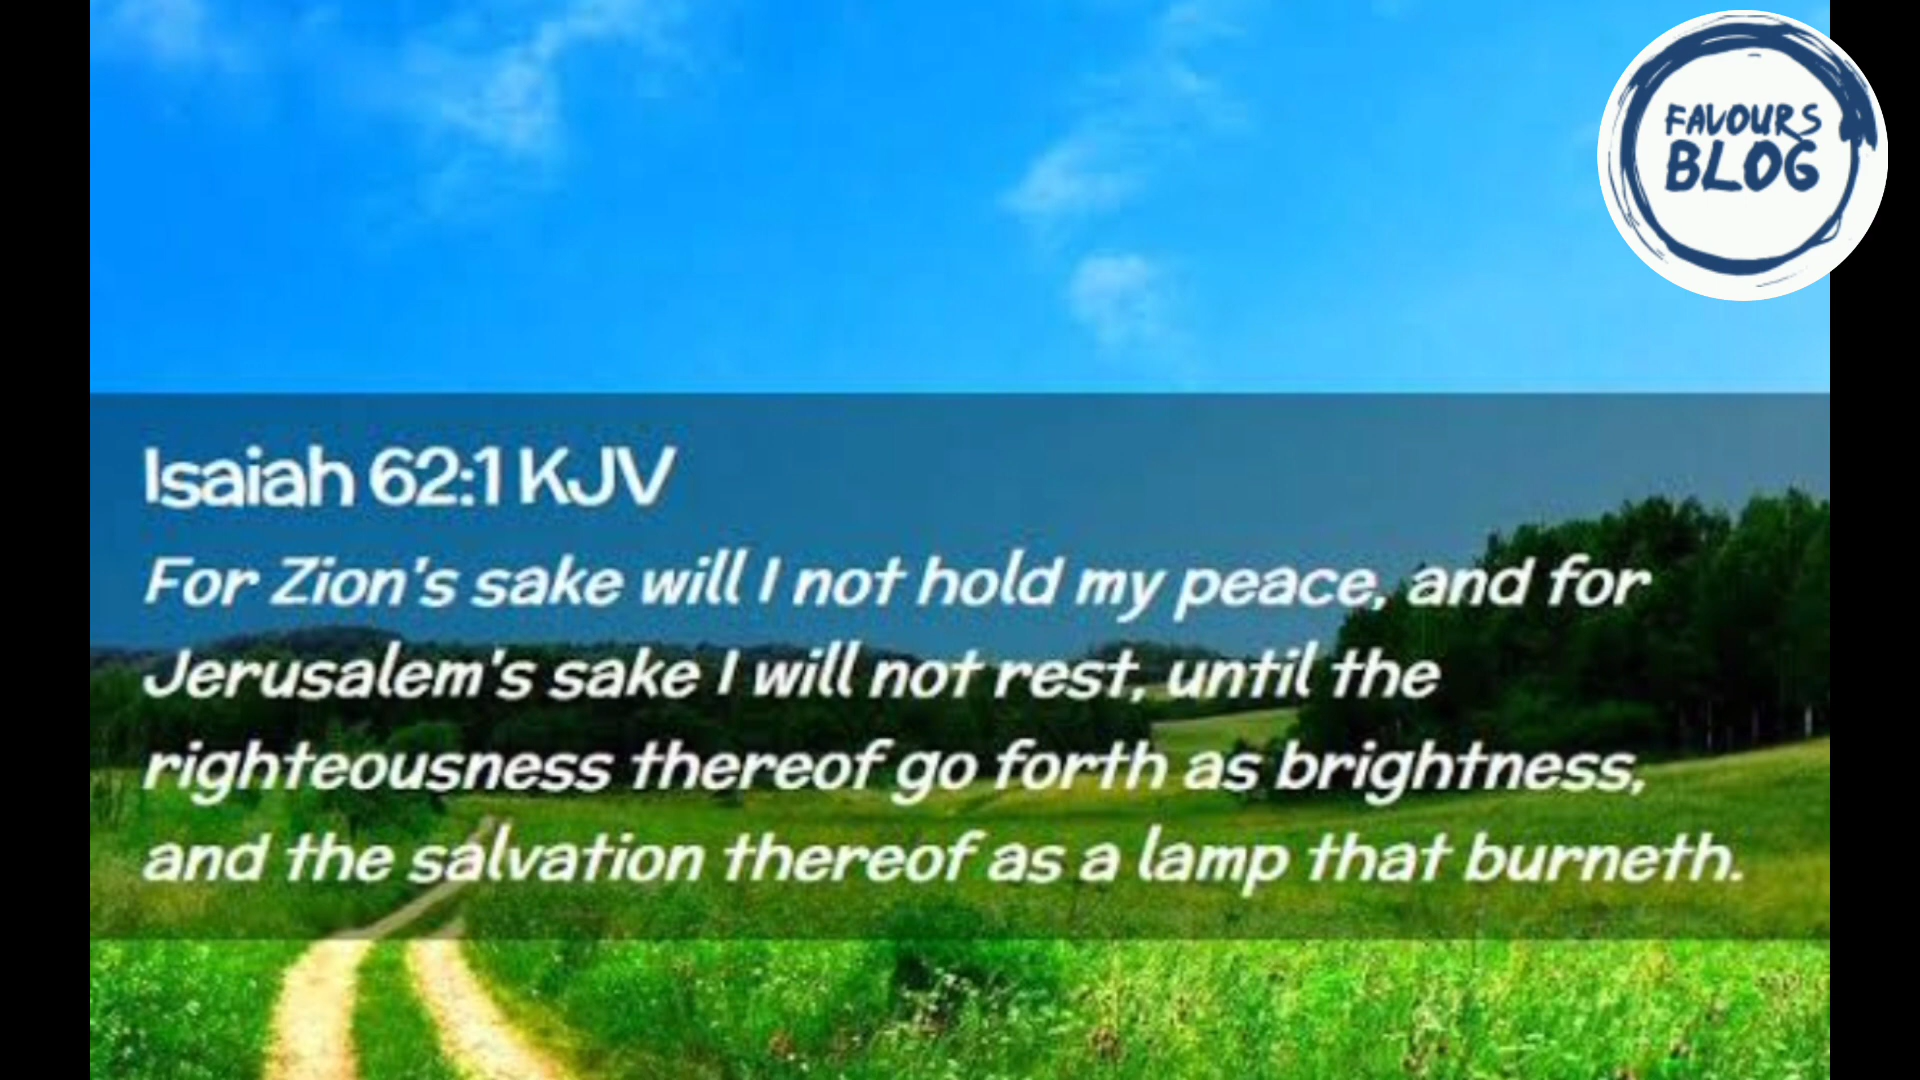 FAVOURS
BLOG
Isaiah 62:1 KJV
For Zion's sake will I not hold my peace, and for
Jerusalem's sake I will not rest, until the
righteousness thereof go forth as brightness,
and the salvation thereof as a lamp that burneth.